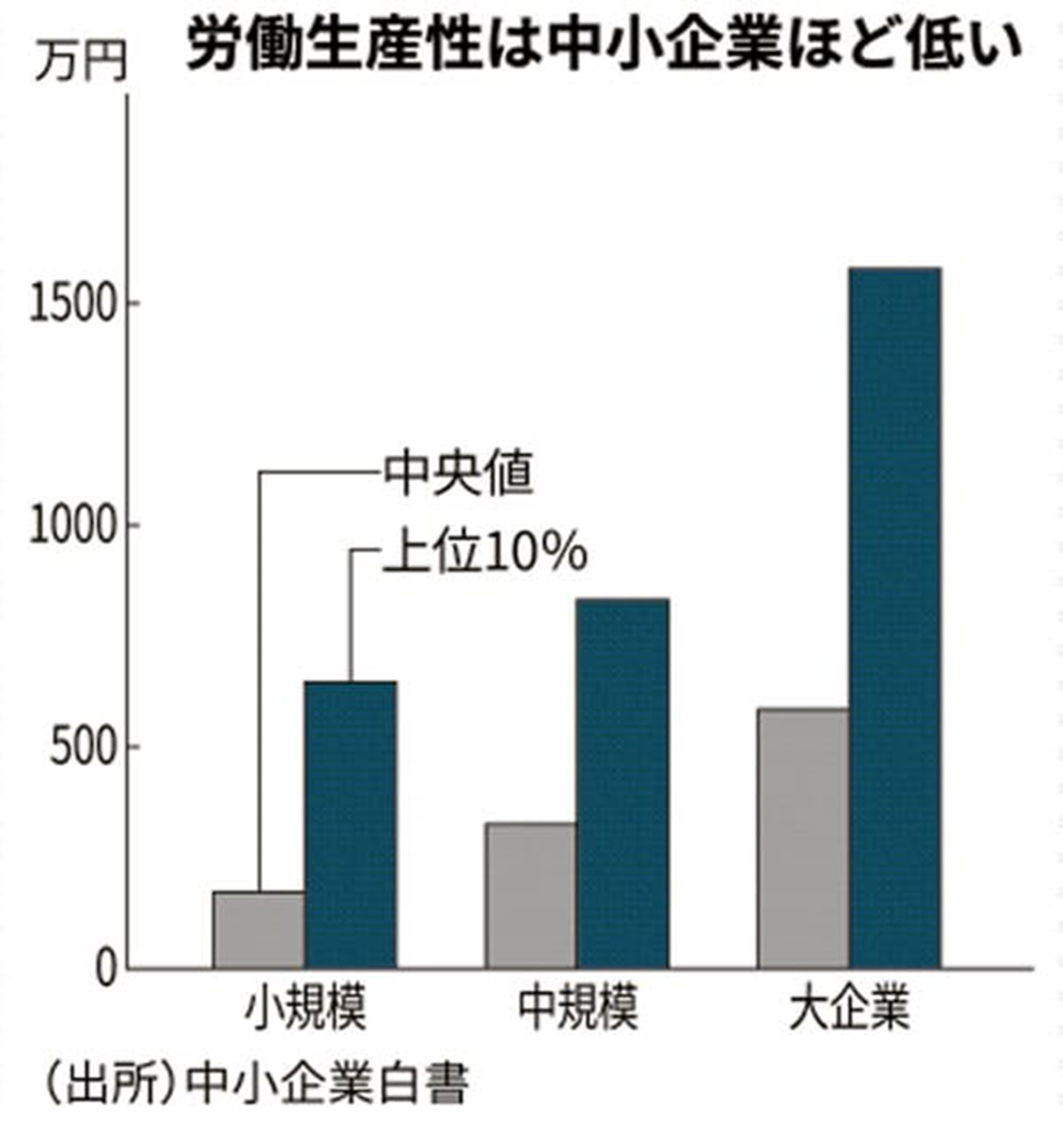 労働生産性は中小企業ほど低い
万円
1500
1000
500
0
中央値
上位10%
小規模
中規模
大企業
（出所）中小企業白書